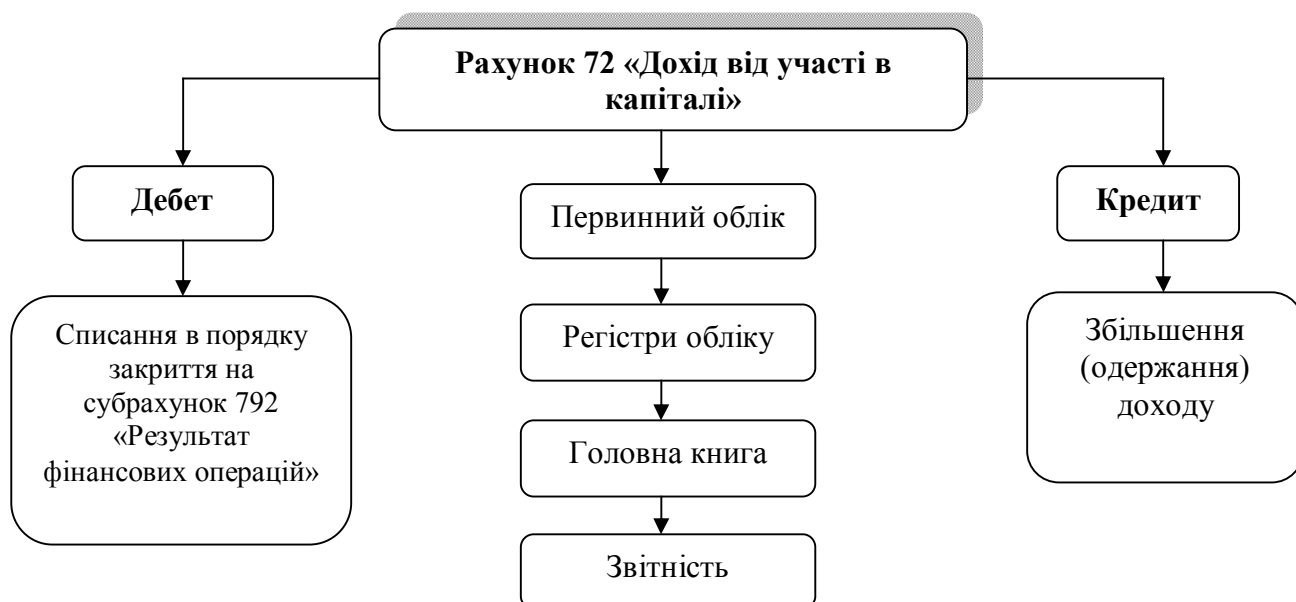 Рахунок 72 «Дохід від участі в
капіталі»
Дебет
Списання в порядку
закриття на
субрахунок 792
«Результат
фінансових операцій»
Первинний облік
Регістри обліку
Головна книга
Звітність
Кредит
Збільшення
(одержання)
доходу